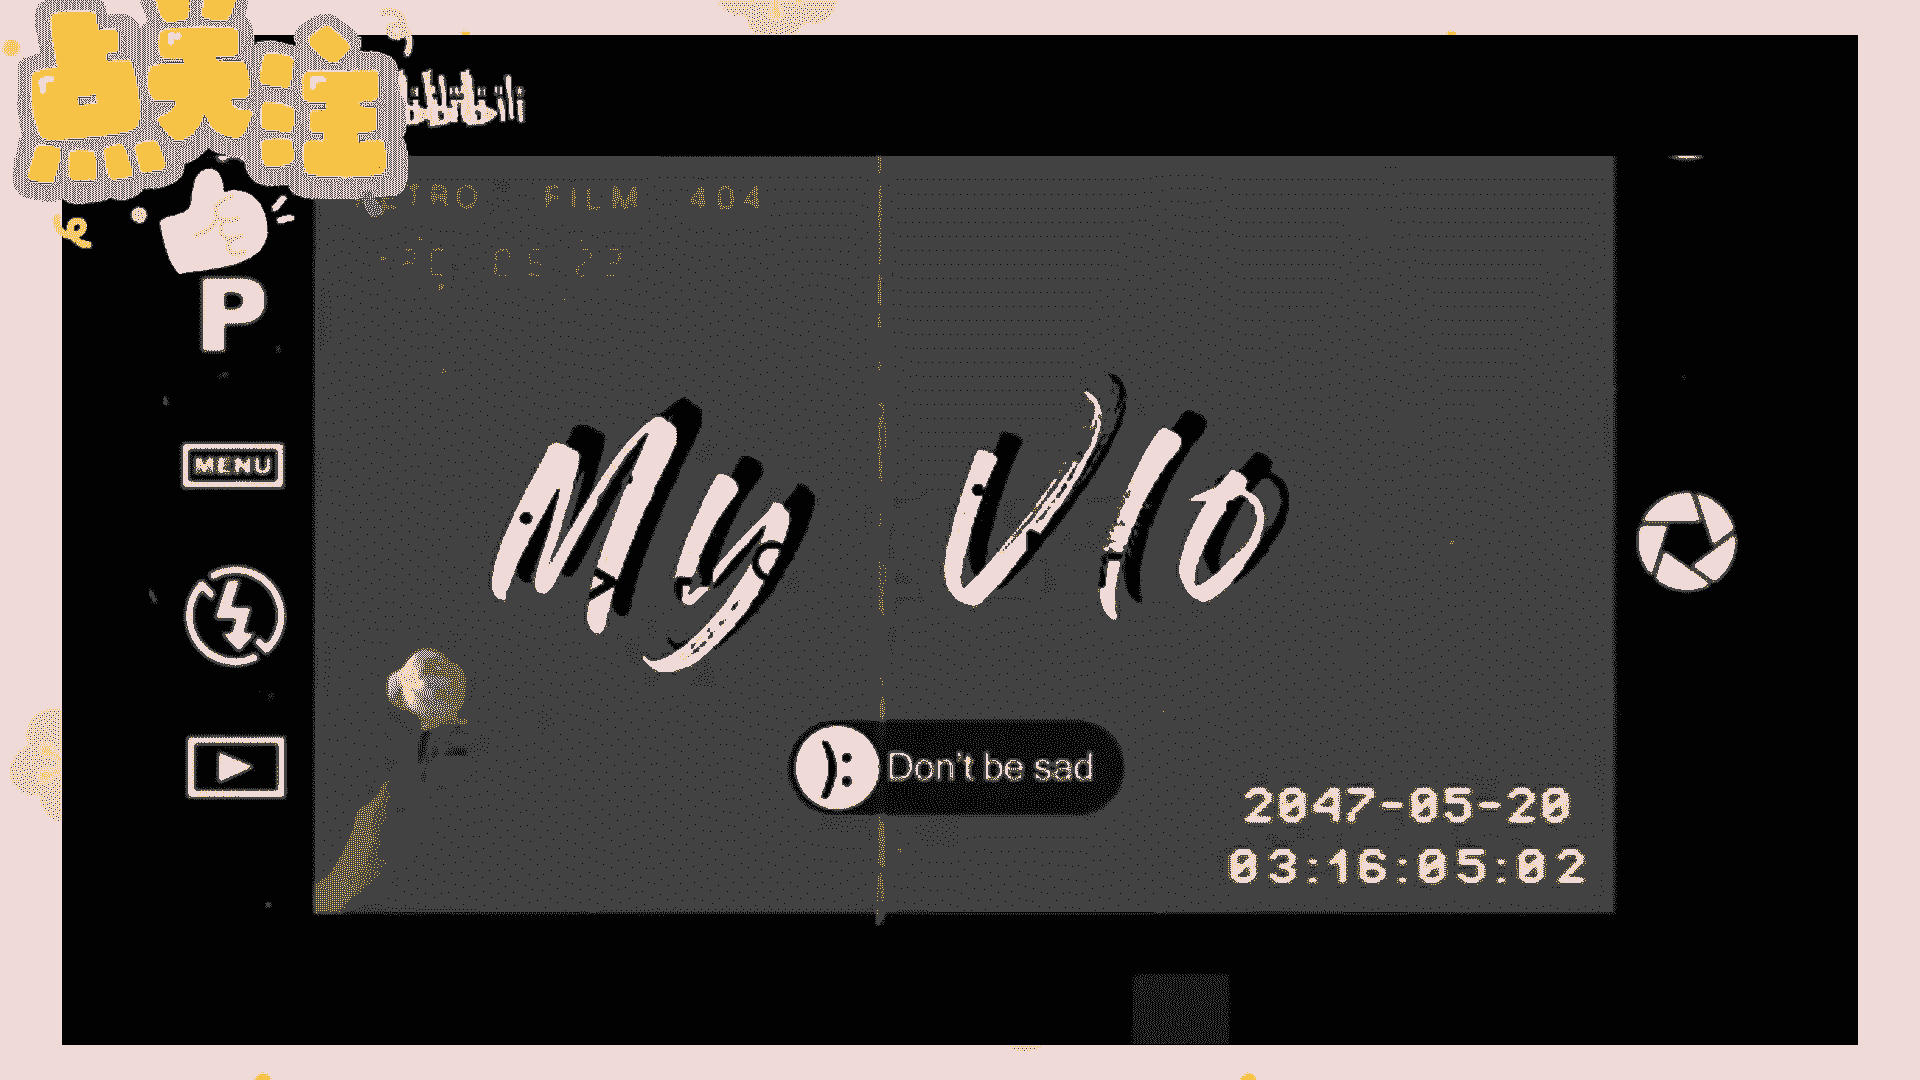 点关注
bilibili
TRO FILM 404
P
MENU
My Vlo
Don't be sad
2047-05-20
03:16:05:02